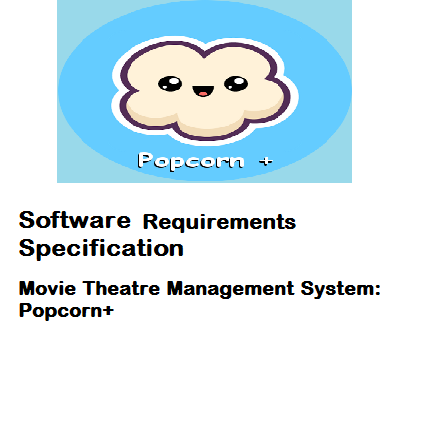 Popcorn +
Software Requirements
Specification
Movie Theatre Management System:
Popcorn+